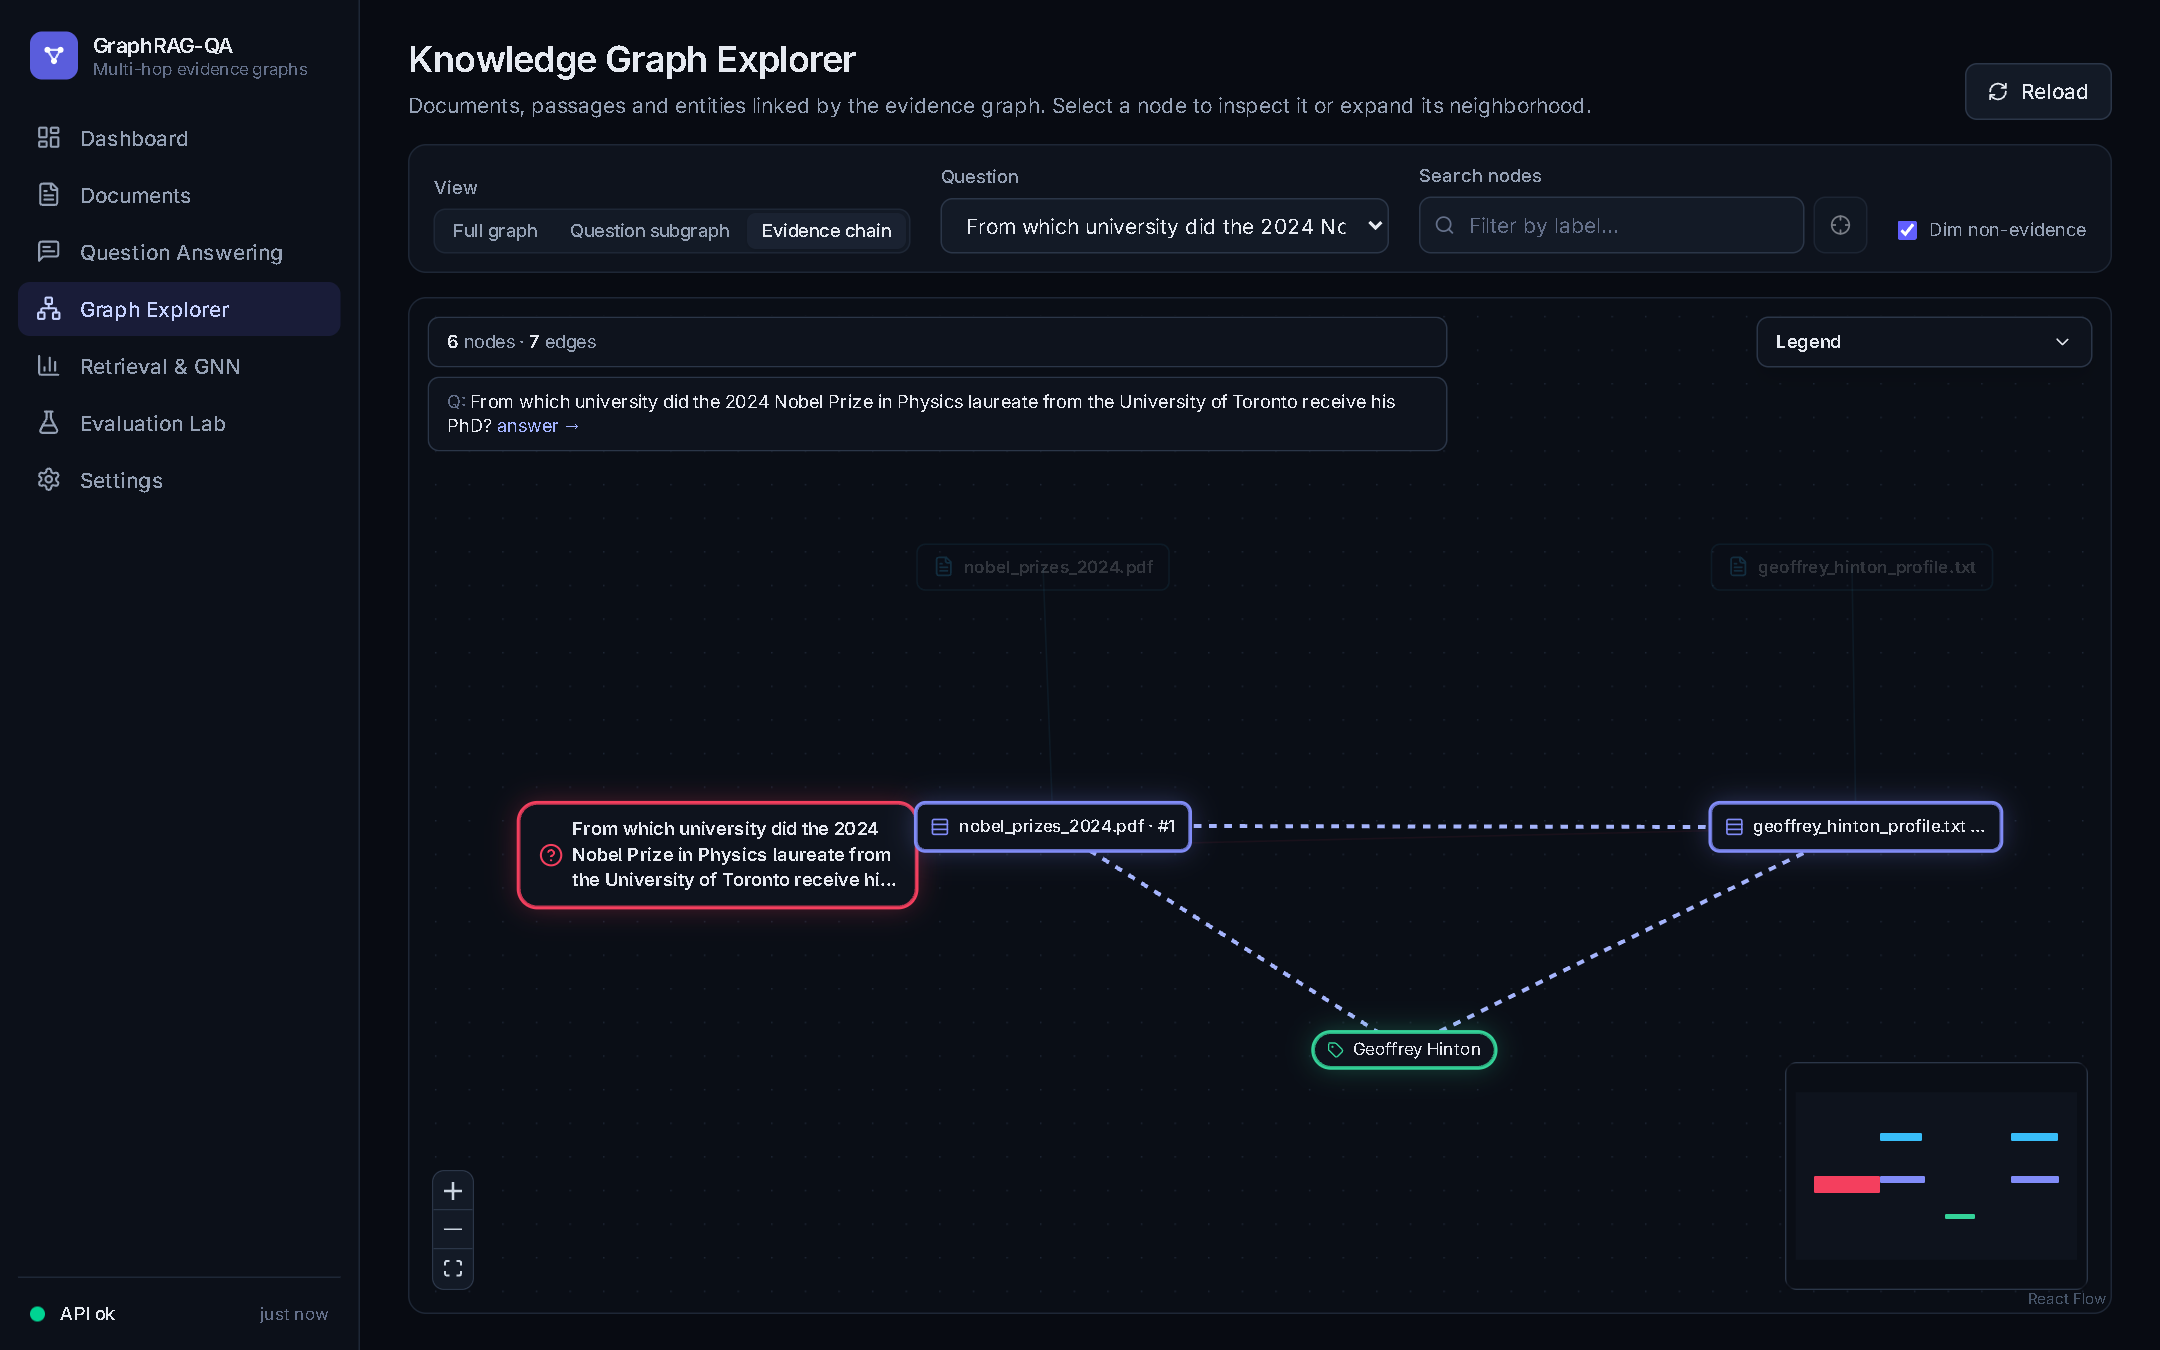 GraphRAG-QA
Multi-hop evidence graphs
Dashboard
Documents
Question Answering
Graph Explorer
Retrieval & GNN
Evaluation Lab
Settings
API ok
just now
Knowledge Graph Explorer
Documents, passages and entities linked by the evidence graph. Select a node to inspect it or expand its neighborhood.
Reload
View
Full graph
Question subgraph
Evidence chain
Question
From which university did the 2024 Nc
Search nodes
Filter by label...
Dim non-evidence
6 nodes · 7 edges
Legend
Q: From which university did the 2024 Nobel Prize in Physics laureate from the University of Toronto receive his
PhD? answer →
nobel_prizes_2024.pdf
geoffrey_hinton_profile.txt
From which university did the 2024
Nobel Prize in Physics laureate from
the University of Toronto receive hi...
nobel_prizes_2024.pdf · #1
geoffrey_hinton_profile.txt ...
Geoffrey Hinton
React Flow